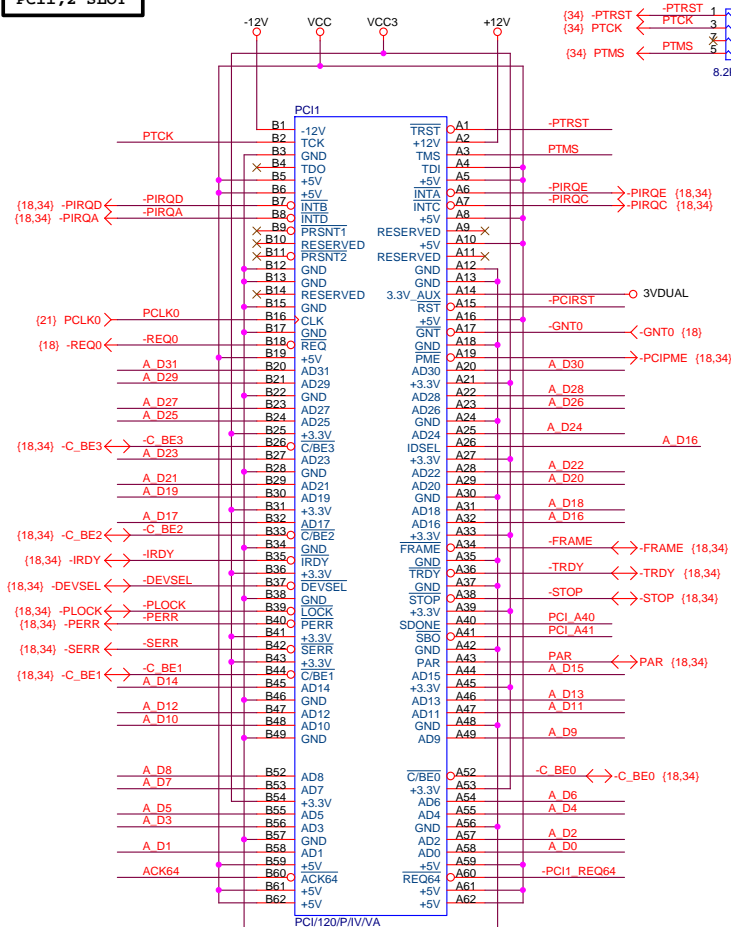 PCI1,2 SLOT
-12V VCC VCC3 +12V
{34} -PTRST -PTRST 1
{34} PTCK PTCK 3
7
{34} PTMS PTMS 5
PCI1
B1 -12V TRST A1 -PTRST
PTCK B2 TCK +12V A2
B3 GND TMS A3 PTMS
B4 TDO TDI A4
B5 +5V +5V A5
B6 +5V INTA A6 -PIRQE -PIRQE {18,34}
{18,34} -PIRQD -PIRQD B7 INTB INTC A7 -PIRQC -PIRQC {18,34}
{18,34} -PIRQA -PIRQA B8 INTD +5V A8
B9 PRSNT1 RESERVED A9
B10 RESERVED +5V A10
B11 PRSNT2 RESERVED A11
B12 GND GND A12
B13 GND GND A13
B14 RESERVED 3.3V_AUX A14 3VDUAL
B15 GND RST A15 -PCIRST
{21} PCLK0 PCLK0 B16 CLK +5V A16
B17 GND GNT A17 -GNT0 -GNT0 {18}
{18} -REQ0 -REQ0 B18 REQ GND A18
B19 +5V PME A19 -PCIPME {18,34}
A_D31 B20 AD31 AD30 A20 A_D30
A_D29 B21 AD29 +3.3V A21
B22 GND AD28 A22 A_D28
A_D27 B23 AD27 AD26 A23 A_D26
A_D25 B24 AD25 GND A24
B25 +3.3V AD24 A25 A_D24
{18,34} -C_BE3 -C_BE3 B26 C/BE3 IDSEL A26 A_D16
A_D23 B27 AD23 +3.3V A27
B28 GND AD22 A28 A_D22
A_D21 B29 AD21 AD20 A29 A_D20
A_D19 B30 AD19 GND A30
B31 +3.3V AD18 A31 A_D18
A_D17 B32 AD17 AD16 A32 A_D16
{18,34} -C_BE2 -C_BE2 B33 C/BE2 +3.3V A33
B34 GND FRAME A34 -FRAME -FRAME {18,34}
{18,34} -IRDY -IRDY B35 IRDY GND A35
B36 +3.3V TRDY A36 -TRDY -TRDY {18,34}
{18,34} -DEVSEL -DEVSEL B37 DEVSEL GND A37
B38 GND STOP A38 -STOP -STOP {18,34}
{18,34} -PLOCK -PLOCK B39 LOCK +3.3V A39
{18,34} -PERR -PERR B40 PERR SDONE A40 PCI_A40
B41 +3.3V SBO A41 PCI_A41
{18,34} -SERR -SERR B42 SERR GND A42
B43 +3.3V PAR A43 PAR PAR {18,34}
{18,34} -C_BE1 -C_BE1 B44 C/BE1 AD15 A44 A_D15
A_D14 B45 AD14 +3.3V A45
B46 GND AD13 A46 A_D13
A_D12 B47 AD12 AD11 A47 A_D11
A_D10 B48 AD10 GND A48
B49 GND AD9 A49 A_D9
A_D8 B52 AD8 C/BE0 A52 -C_BE0 -C_BE0 {18,34}
A_D7 B53 AD7 +3.3V A53
B54 +3.3V AD6 A54 A_D6
A_D5 B55 AD5 AD4 A55 A_D4
A_D3 B56 AD3 GND A56
B57 GND AD2 A57 A_D2
A_D1 B58 AD1 AD0 A58 A_D0
B59 +5V +5V A59
ACK64 B60 ACK64 REQ64 A60 -PCI1_REQ64
B61 +5V +5V A61
B62 +5V +5V A62
PCI/120/P/IV/VA